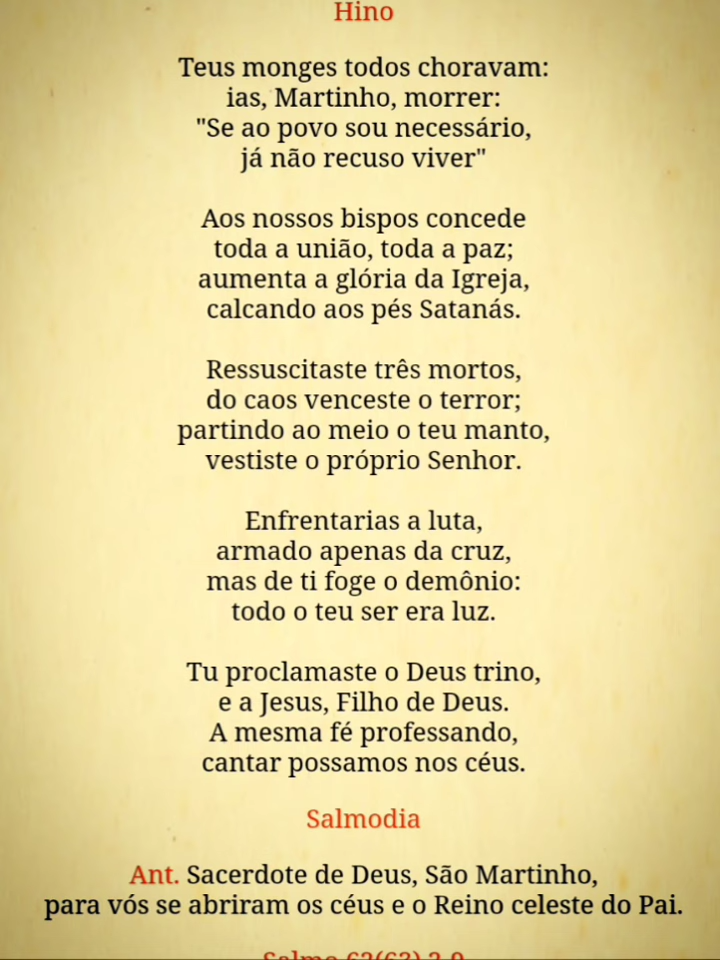 Hino
Teus monges todos choravam:
ias, Martinho, morrer:
"Se ao povo sou necessário,
já não recuso viver"
Aos nossos bispos concede
toda a união, toda a paz;
aumenta a glória da Igreja,
calcando aos pés Satanás.
Ressuscitaste três mortos,
do caos venceste o terror;
partindo ao meio o teu manto,
vestiste o próprio Senhor.
Enfrentarias a luta,
armado apenas da cruz,
mas de ti foge o demônio:
todo o teu ser era luz.
Tu proclamaste o Deus trino,
e a Jesus, Filho de Deus.
A mesma fé professando,
cantar possamos nos céus.
Salmodia
Ant. Sacerdote de Deus, São Martinho,
para vós se abriram os céus e o Reino celeste do Pai.
Salmo